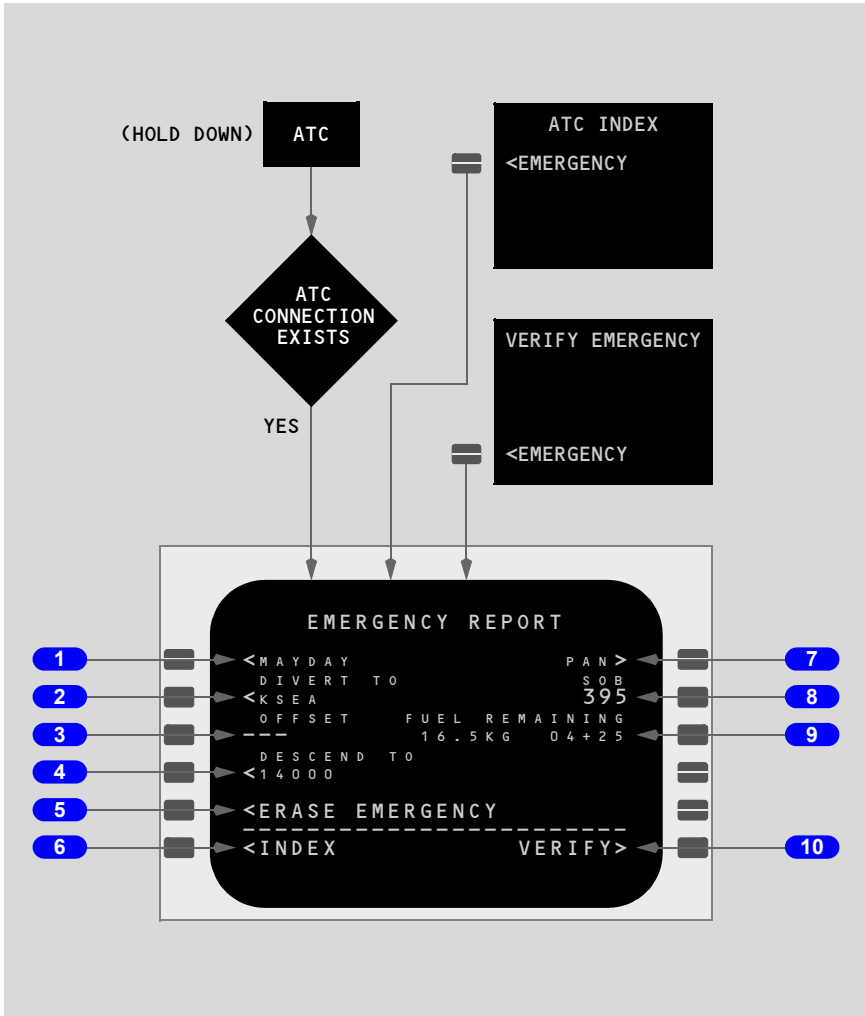 (HOLD DOWN)
ATC
ATC
CONNECTION
EXISTS
YES
ATC INDEX
<EMERGENCY
VERIFY EMERGENCY
<EMERGENCY
EMERGENCY REPORT
1 <MAYDAY PAN> 7
DIVERT TO SOB
2 <KSEA 395 8
OFFSET FUEL REMAINING
3 --- 16.5KG 04+25 9
DESCEND TO
4 <14000
5 <ERASE EMERGENCY
------------------------
6 <INDEX VERIFY> 10